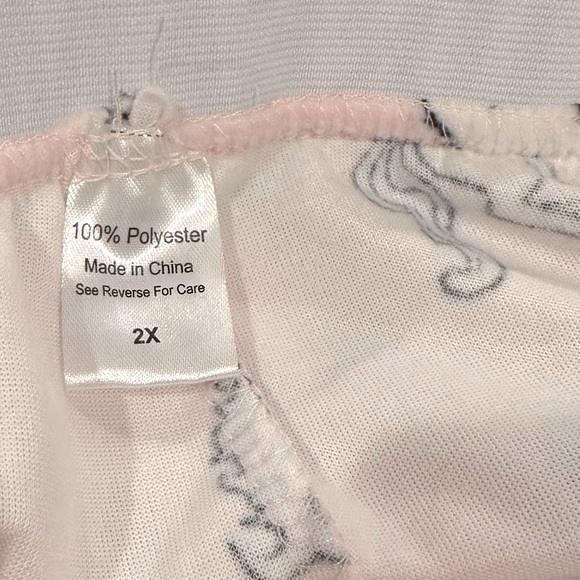 100% Polyester
Made in China
See Reverse For Care
2X